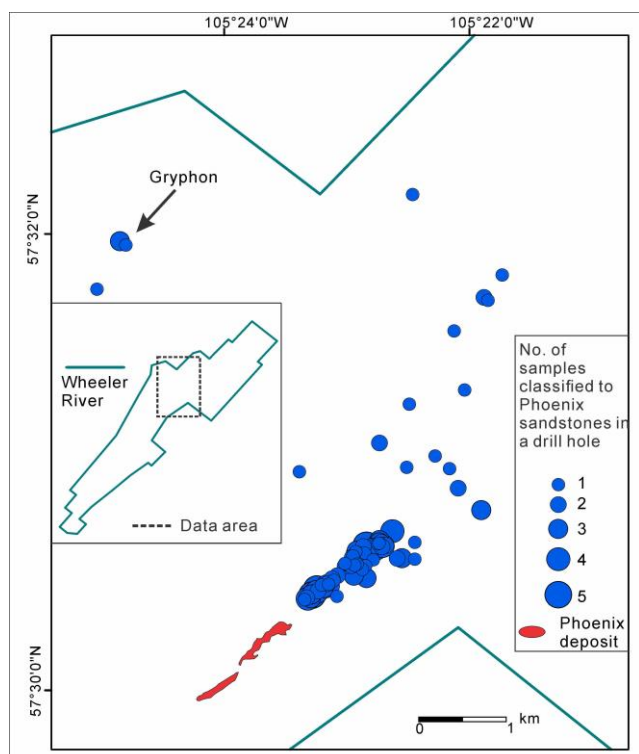 105°24'0"W
105°22'0"W
Gryphon
57°32'0"N
Wheeler
River
Data area
No. of
samples
classified to
Phoenix
sandstones in
a drill hole
1
2
3
4
5
Phoenix
deposit
57°30'0"N
km
0
1